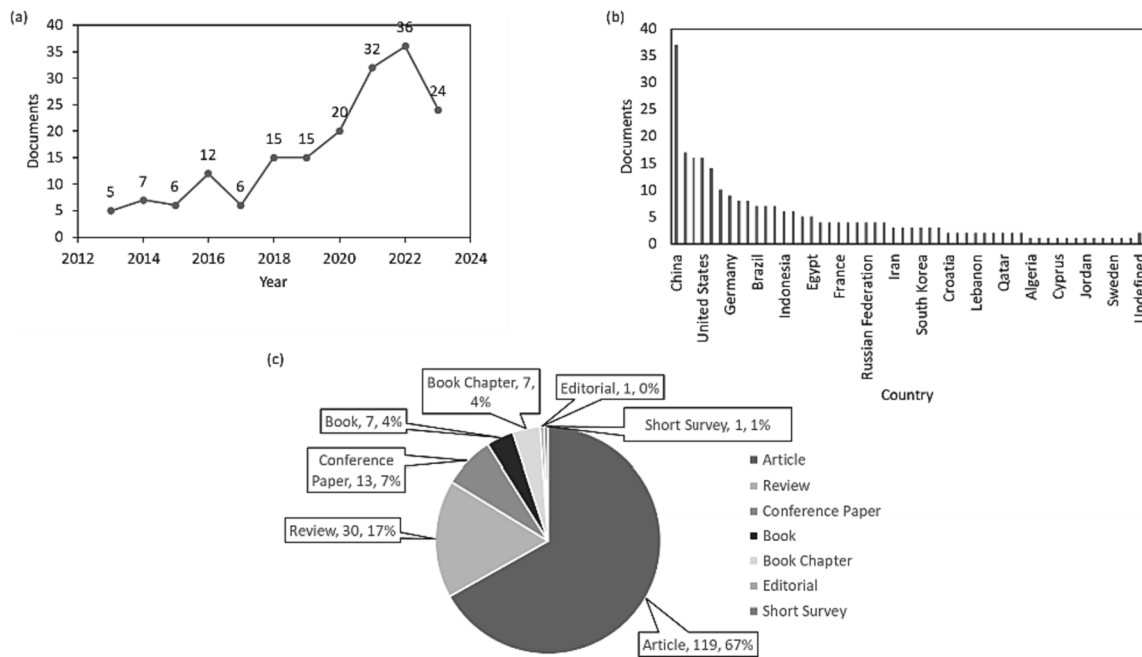 (a)
40
35
30
25
20
15
10
5
0
Documents
5
7
6
12
6
15
15
20
32
36
24
2012
2014
2016
2018
2020
2022
2024
Year
(b)
40
35
30
25
20
15
10
5
0
Documents
China
United States
Germany
Brazil
Indonesia
Egypt
France
Russian Federation
Iran
South Korea
Croatia
Lebanon
Qatar
Algeria
Cyprus
Jordan
Sweden
Undefined
Country
(c)
Book Chapter, 7,
4%
Editorial, 1, 0%
Book, 7, 4%
Short Survey, 1, 1%
Conference
Paper, 13, 7%
Review, 30, 17%
Article, 119, 67%
Article
Review
Conference Paper
Book
Book Chapter
Editorial
Short Survey